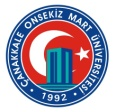 ÇANAKKALE ONSEKİZ MART ÜNİVERSİTESİ
• 1992 •